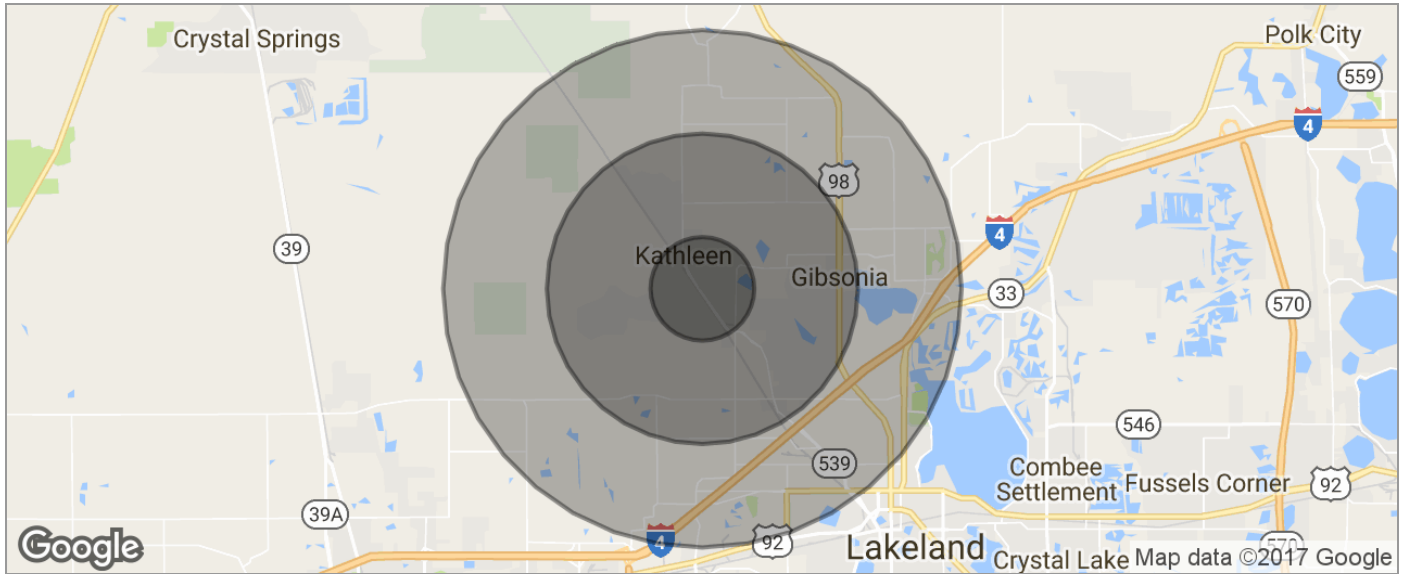 Crystal Springs
Polk City
559
4
98
39
4
Kathleen
Gibsonia
33
570
546
539
Combee
Settlement
Fussels Corner
92
39A
4
92
Lakeland
570
Crystal Lake
Google
Map data ©2017 Google